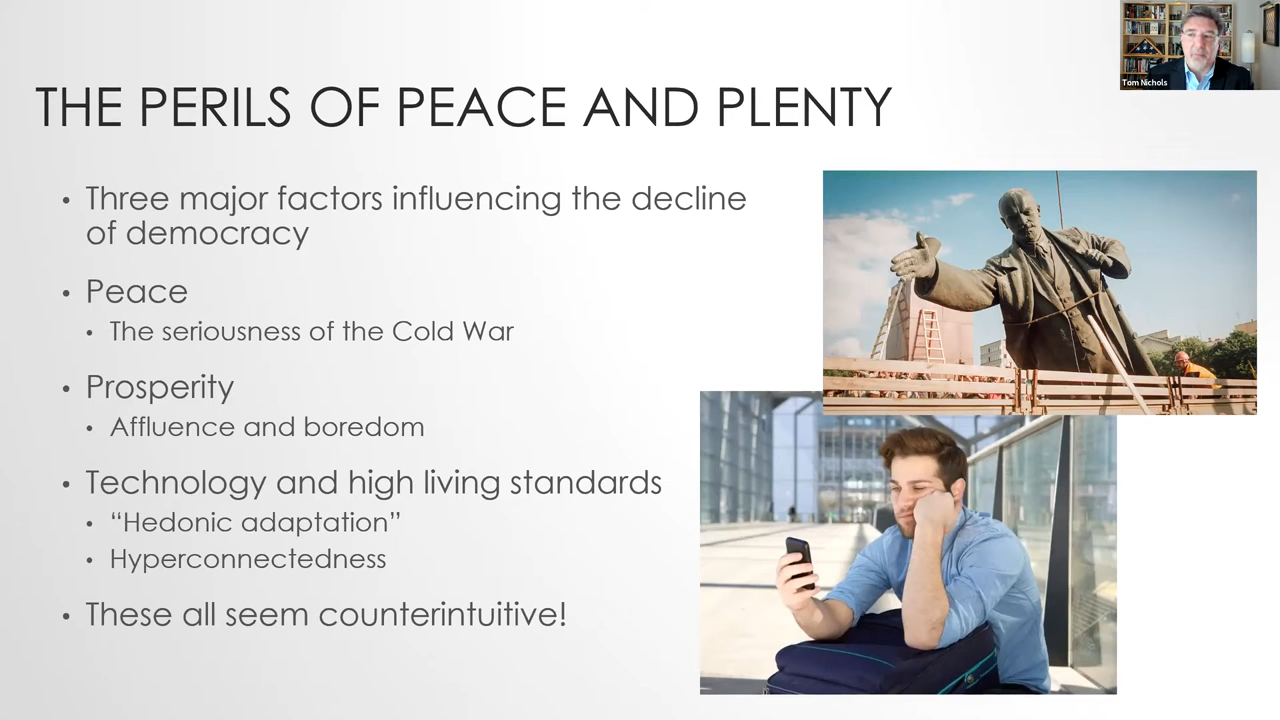 Tom Nichols
THE PERILS OF PEACE AND PLENTY
• Three major factors influencing the decline
of democracy
• Peace
• The seriousness of the Cold War
• Prosperity
• Affluence and boredom
• Technology and high living standards
• “Hedonic adaptation”
• Hyperconnectedness
• These all seem counterintuitive!